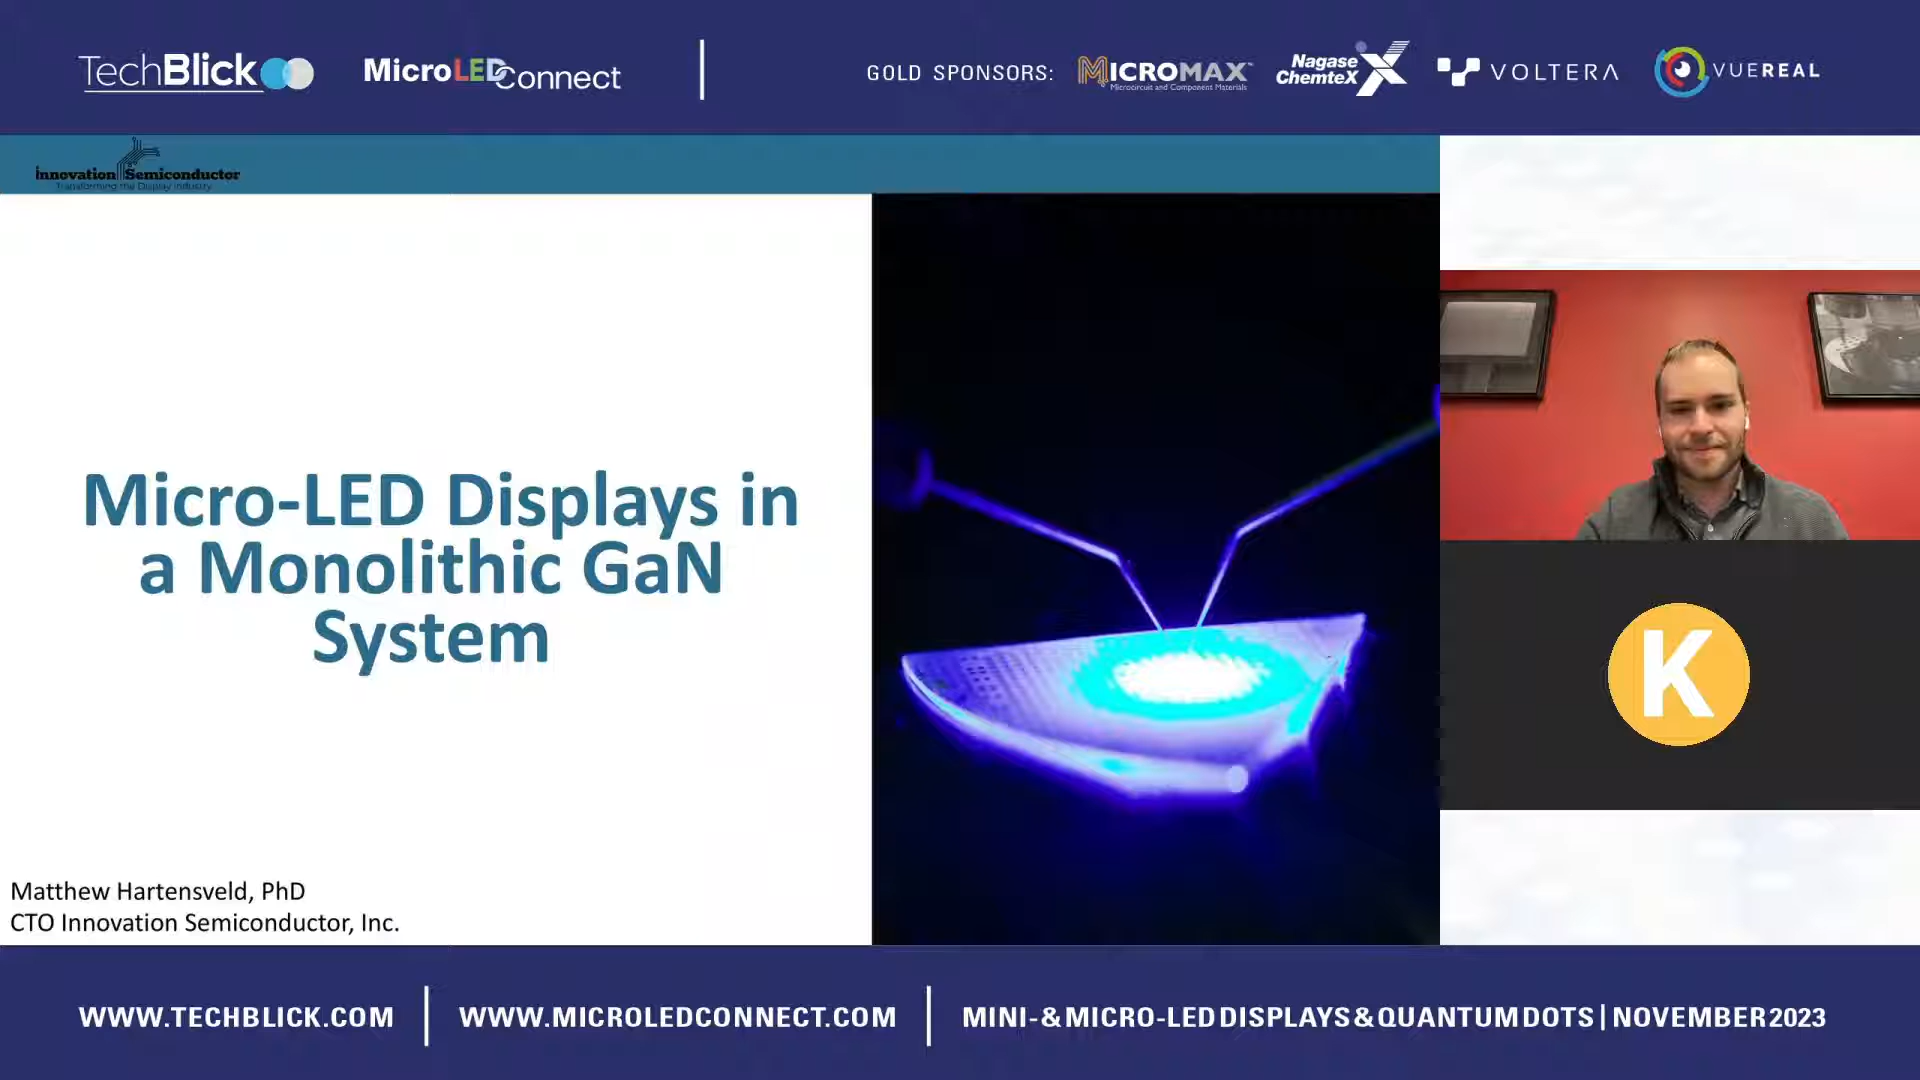 TechBlick
MicroLEDConnect
GOLD SPONSORS:
MICROMAX™
Microcircuit and Component Materials
Nagase
ChemteX
VOLTERA
VUEREAL
innovation Semiconductor
Transforming the Display Industry
Micro-LED Displays in
a Monolithic GaN
System
K
Matthew Hartensveld, PhD
CTO Innovation Semiconductor, Inc.
WWW.TECHBLICK.COM
WWW.MICROLEDCONNECT.COM
MINI- & MICRO-LED DISPLAYS & QUANTUM DOTS | NOVEMBER 2023